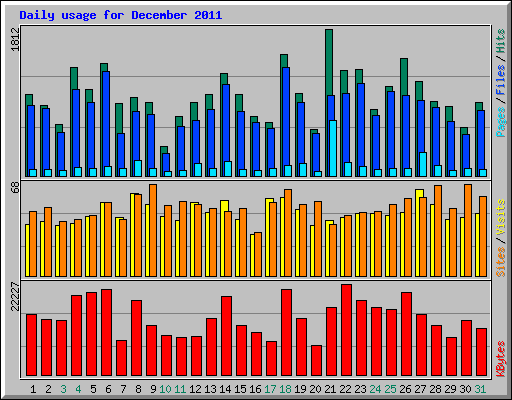 Daily usage for December 2011
1812
Pages / Files / Hits
68
Sites / Visits
22227
KBytes
1 2 3 4 5 6 7 8 9 10 11 12 13 14 15 16 17 18 19 20 21 22 23 24 25 26 27 28 29 30 31